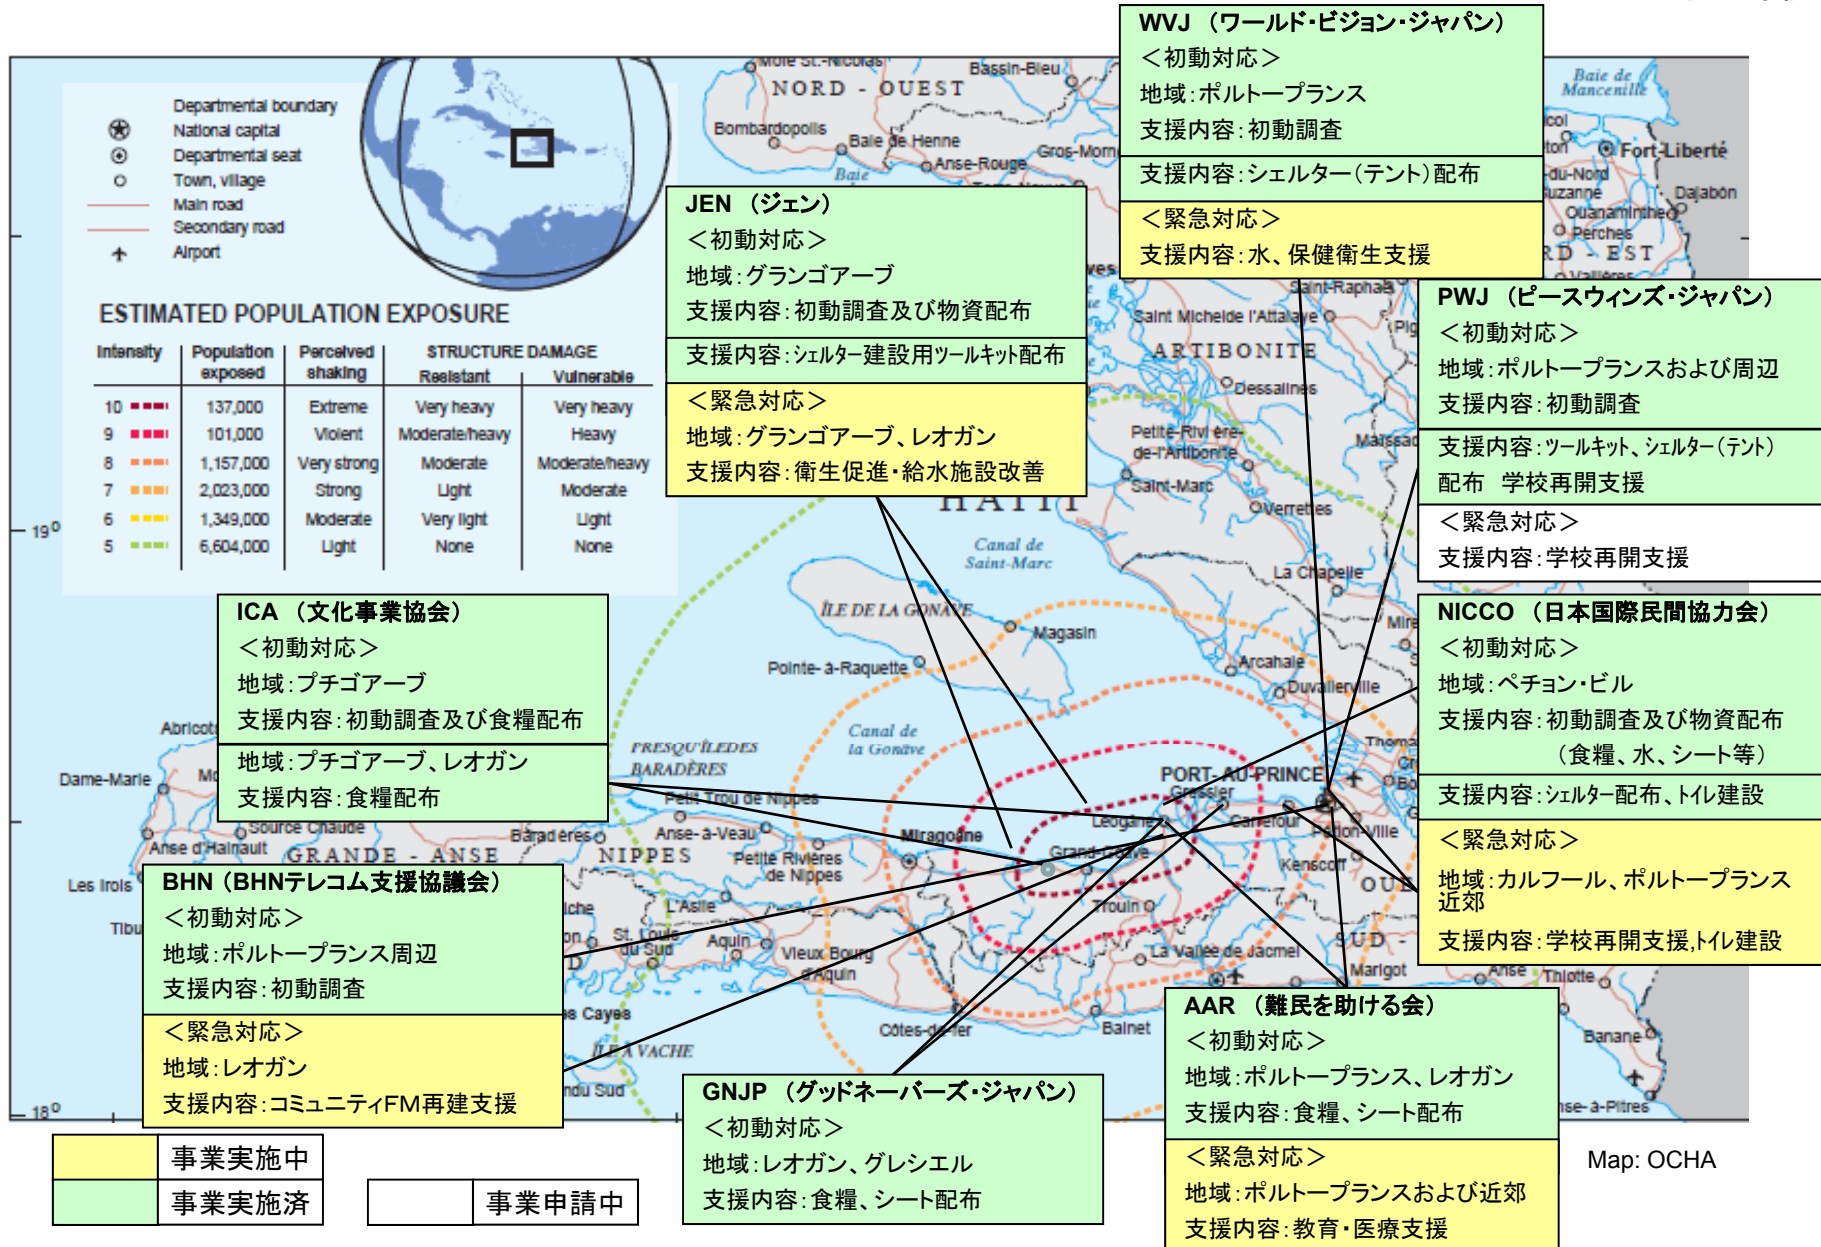 WVJ （ワールド・ビジョン・ジャパン）
＜初動対応＞
地域：ポルトープランス
支援内容：初動調査
支援内容：シェルター（テント）配布
＜緊急対応＞
支援内容：水、保健衛生支援
Departmental boundary
National capital
Departmental seat
Town, village
Main road
Secondary road
Airport
ESTIMATED POPULATION EXPOSURE
Intensity Population exposed Perceived shaking STRUCTURE DAMAGE
Resistant Vulnerable
10 137,000 Extreme Very heavy Very heavy
9 101,000 Violent Moderate/heavy Heavy
8 1,157,000 Very strong Moderate Moderate/heavy
7 2,023,000 Strong Light Moderate
6 1,349,000 Moderate Very light Light
5 6,604,000 Light None None
JEN （ジェン）
＜初動対応＞
地域：グランゴアーブ
支援内容：初動調査及び物資配布
支援内容：シェルター建設用ツールキット配布
＜緊急対応＞
地域：グランゴアーブ、レオガン
支援内容：衛生促進・給水施設改善
PWJ （ピースウィンズ・ジャパン）
＜初動対応＞
地域：ポルトープランスおよび周辺
支援内容：初動調査
支援内容：ツールキット、シェルター（テント）
配布 学校再開支援
＜緊急対応＞
支援内容：学校再開支援
ICA （文化事業協会）
＜初動対応＞
地域：プチゴアーブ
支援内容：初動調査及び食糧配布
地域：プチゴアーブ、レオガン
支援内容：食糧配布
NICCO （日本国際民間協力会）
＜初動対応＞
地域：ペチョン・ビル
支援内容：初動調査及び物資配布
（食糧、水、シート等）
支援内容：シェルター配布、トイレ建設
＜緊急対応＞
地域：カルフール、ポルトープランス
近郊
支援内容：学校再開支援,トイレ建設
BHN （BHNテレコム支援協議会）
＜初動対応＞
地域：ポルトープランス周辺
支援内容：初動調査
＜緊急対応＞
地域：レオガン
支援内容：コミュニティＦＭ再建支援
GNJP （グッドネーバーズ・ジャパン）
＜初動対応＞
地域：レオガン、グレシエル
支援内容：食糧、シート配布
AAR （難民を助ける会）
＜初動対応＞
地域：ポルトープランス、レオガン
支援内容：食糧、シート配布
＜緊急対応＞
地域：ポルトープランスおよび近郊
支援内容：教育・医療支援
Mole St.-Nicolas
Bassin-Bleu
NORD - OUEST
Bombardopolis
Baie de Henne
Anse-Rouge
Baie
Baie de
Mancenille
Fort-Liberté
Dajabón
Ouanaminthe
Perches
Vallières
Saint-Raphaël
Saint Michelde l'Attalaye
ARTIBONITE
Dessalines
Petite-Rivière-
de-l'Artibonite
Saint-Marc
Verrettes
HAITI
Canal de
Saint-Marc
La Chapelle
ÎLE DE LA GONÂVE
Magasin
Pointe-à-Raquette
Arcahaie
Duvalierville
Canal de
la Gonâve
PRESQU'ÎLEDES
BARADÈRES
Dame-Marie
Petit Trou de Nippes
PORT-AU-PRINCE
Gressier
Léogâne
Carrefour
Pétion-Ville
Source Chaude
Anse d'Hainault
Baradères
Anse-à-Veau
Miragoâne
Grand-Goâve
Kenscoff
GRANDE - ANSE
NIPPES
Petite Rivières
de Nippes
Les Irois
L'Asile
Trouin
St. Louis
du Sud
Aquin
Vieux Bourg
d'Aquin
La Vallée de Jacmel
SUD -
Marigot
Thiotte
Côtes-de-fer
Bainet
Banane
ÎLE À VACHE
19º
18º
事業実施中
事業実施済
事業申請中
Map: OCHA